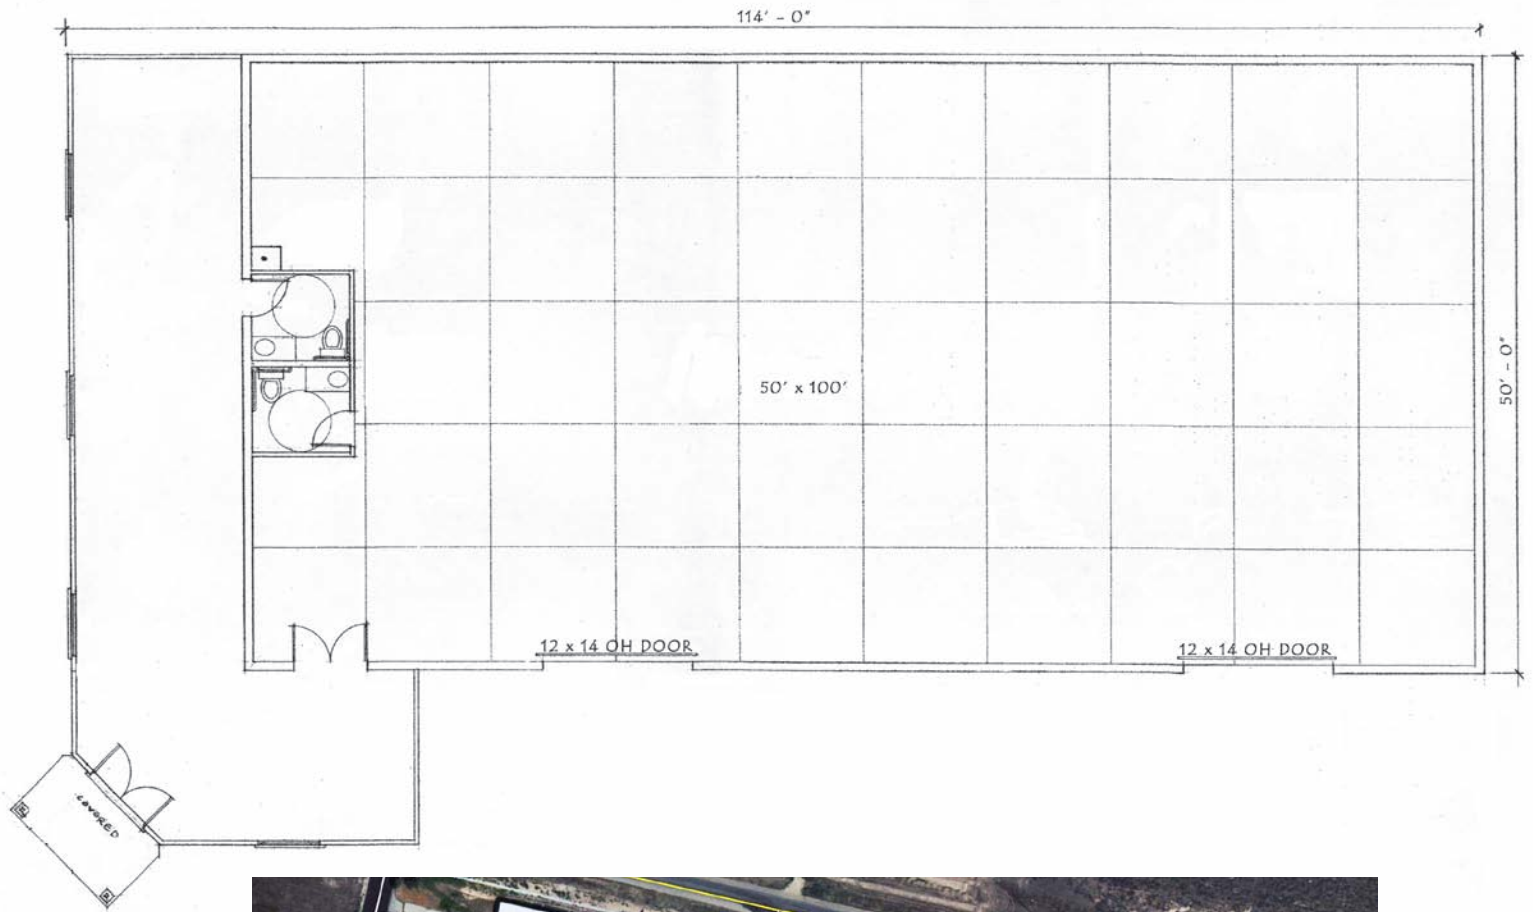 114' - 0"
50' - 0"
50' x 100'
12 x 14 OH DOOR
12 x 14 OH DOOR
COVERED